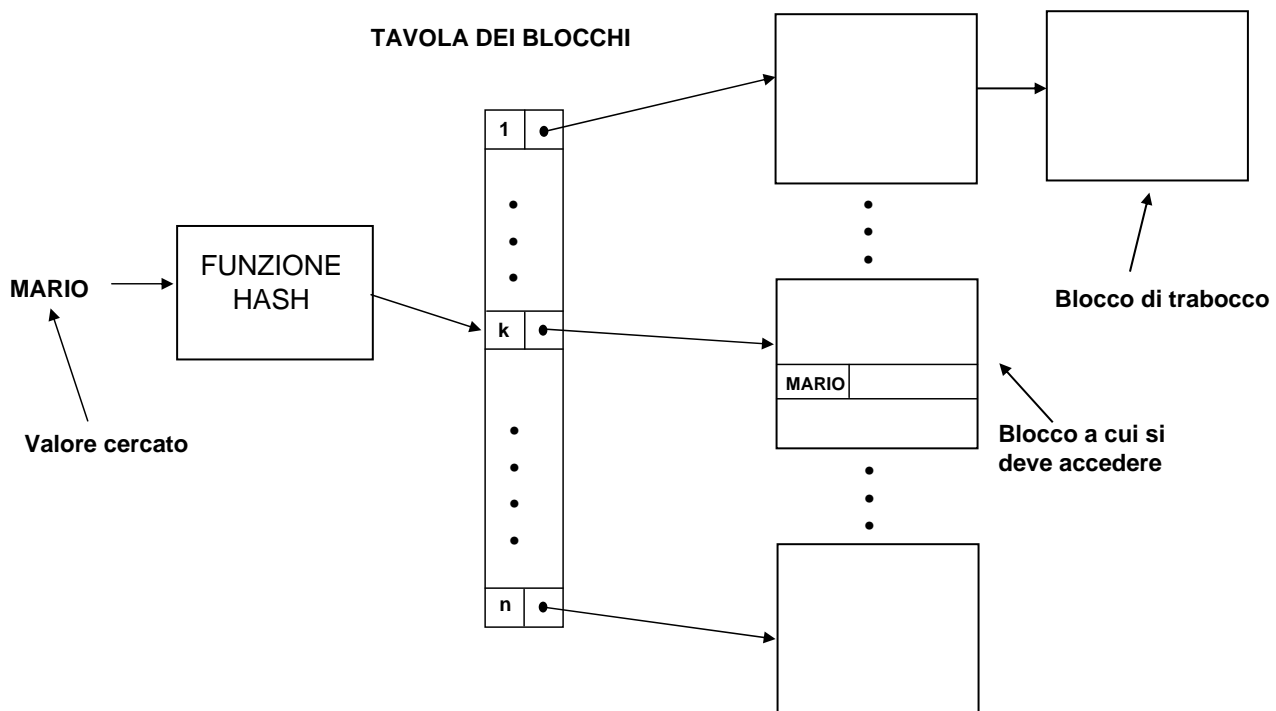 TAVOLA DEI BLOCCHI
1
FUNZIONE
HASH
MARIO
k
MARIO
Blocco di trabocco
Valore cercato
Blocco a cui si
deve accedere
n